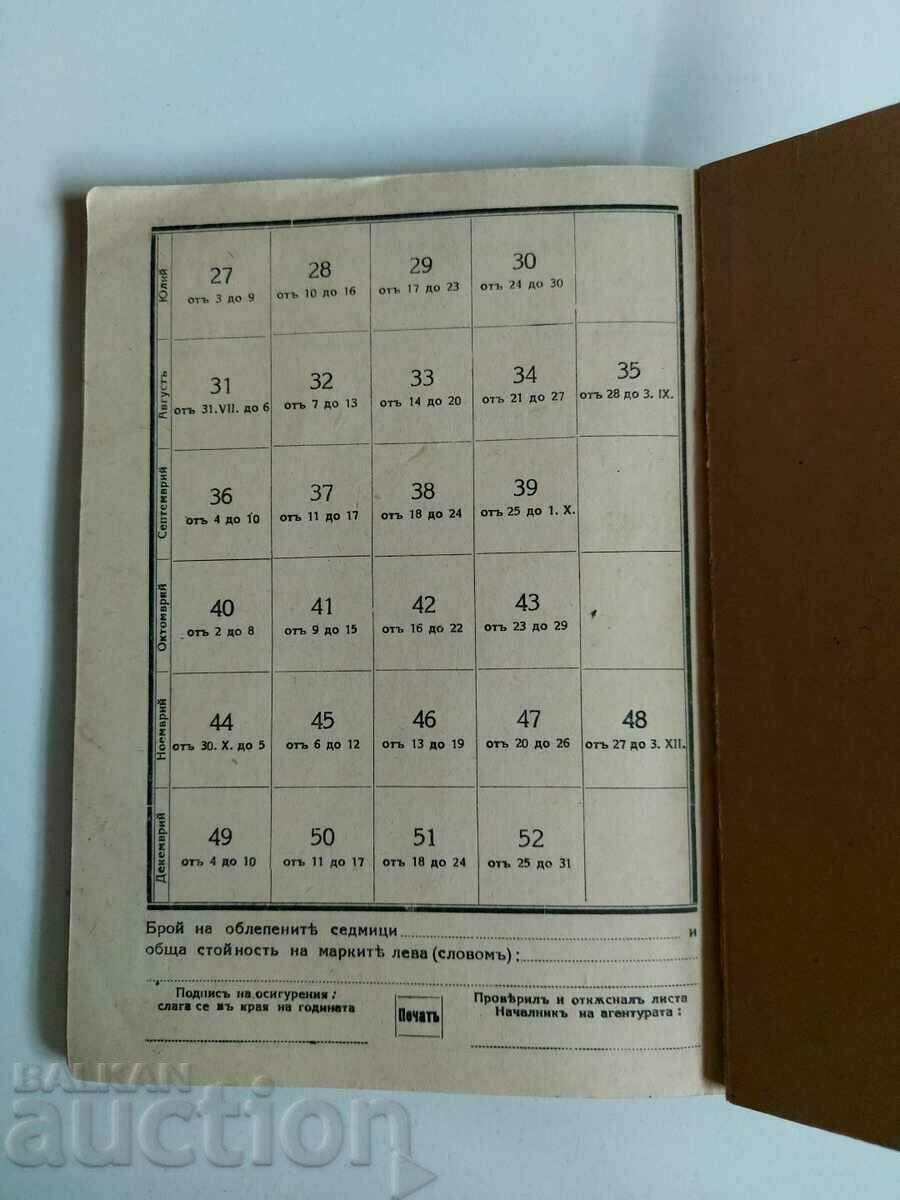 Юлий
27 28 29 30
отъ 3 до 9 отъ 10 до 16 отъ 17 до 23 отъ 24 до 30
Августъ
31 32 33 34 35
отъ 31.VII. до 6 отъ 7 до 13 отъ 14 до 20 отъ 21 до 27 отъ 28 до 3. IX.
Септемврий
36 37 38 39
отъ 4 до 10 отъ 11 до 17 отъ 18 до 24 отъ 25 до 1. X.
Октомврий
40 41 42 43
отъ 2 до 8 отъ 9 до 15 отъ 16 до 22 отъ 23 до 29
Ноемврий
44 45 46 47 48
отъ 30. X. до 5 отъ 6 до 12 отъ 13 до 19 отъ 20 до 26 отъ 27 до 3. XII.
Декемврий
49 50 51 52
отъ 4 до 10 отъ 11 до 17 отъ 18 до 24 отъ 25 до 31
Брой на облепенитѣ седмици и
обща стойность на маркитѣ лева (словомъ) :
Подпись на осигурения :
слага се въ края на годината
Печатъ
Провѣрилъ и откѫсналъ листа
Началникъ на агентурата :
BALKAN
auction